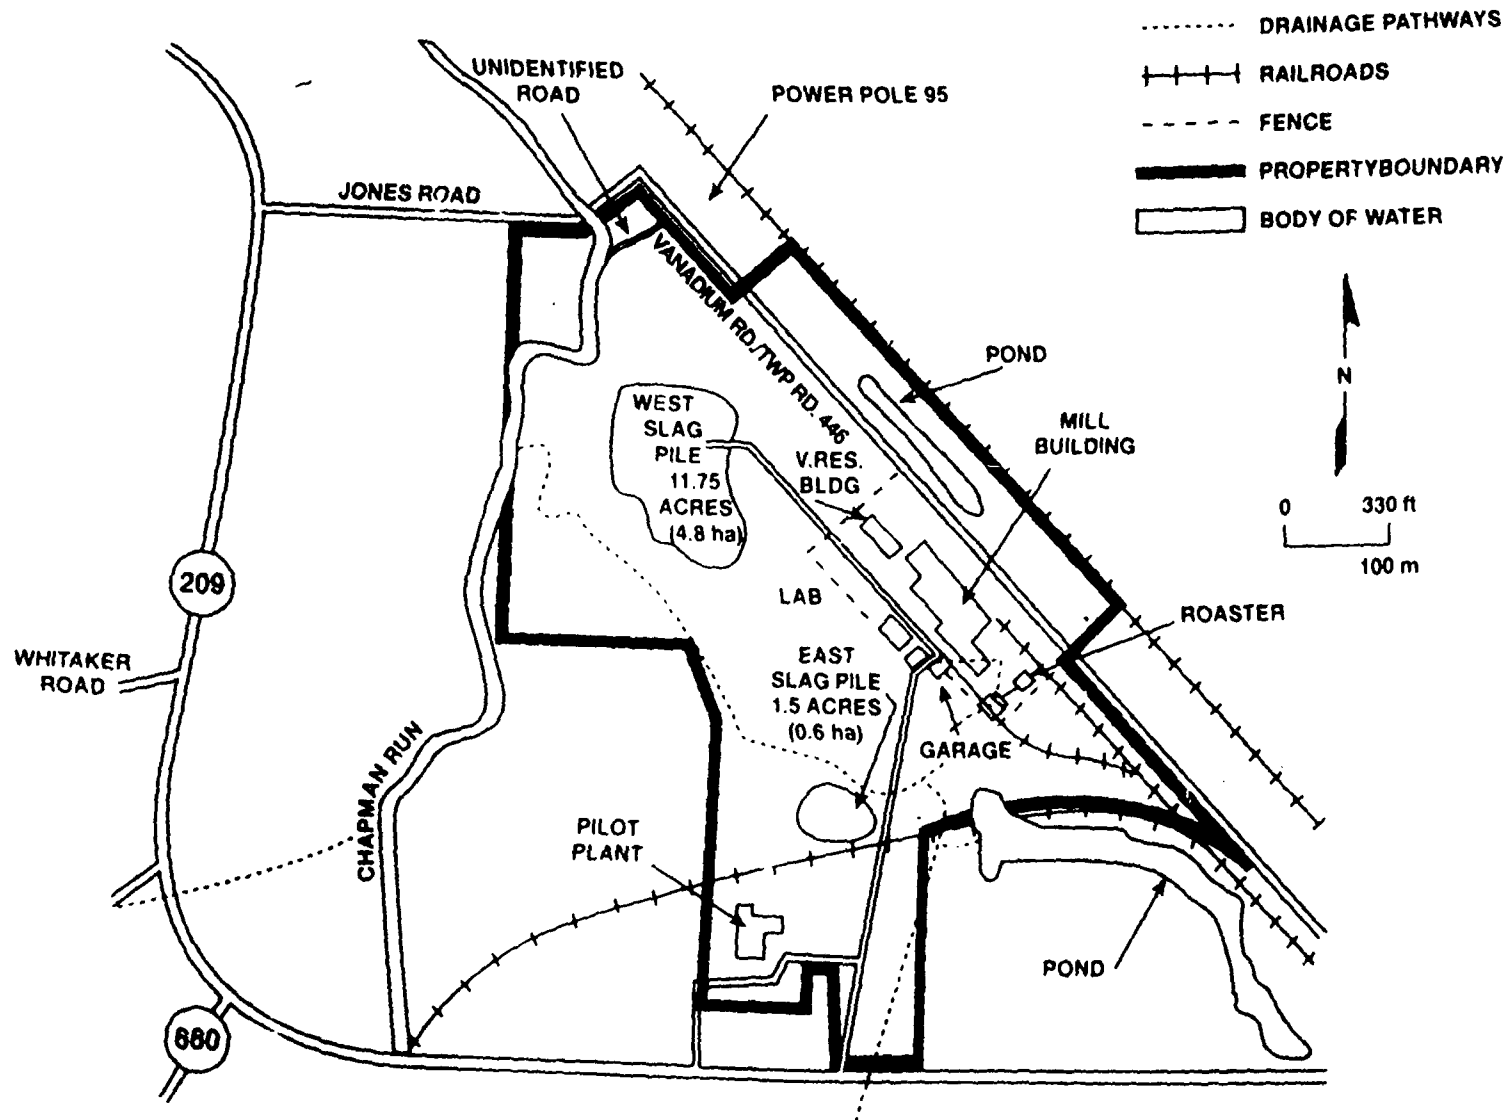 DRAINAGE PATHWAYS
RAILROADS
FENCE
PROPERTYBOUNDARY
BODY OF WATER
UNIDENTIFIED
ROAD
POWER POLE 95
JONES ROAD
VANADIUM RD./TWP RD. 446
POND
N
MILL
BUILDING
WEST
SLAG
PILE
11.75
ACRES
(4.8 ha)
V.RES.
BLDG
0 330 ft
100 m
209
LAB
ROASTER
WHITAKER
ROAD
EAST
SLAG PILE
1.5 ACRES
(0.6 ha)
GARAGE
CHAPMAN RUN
PILOT
PLANT
POND
660